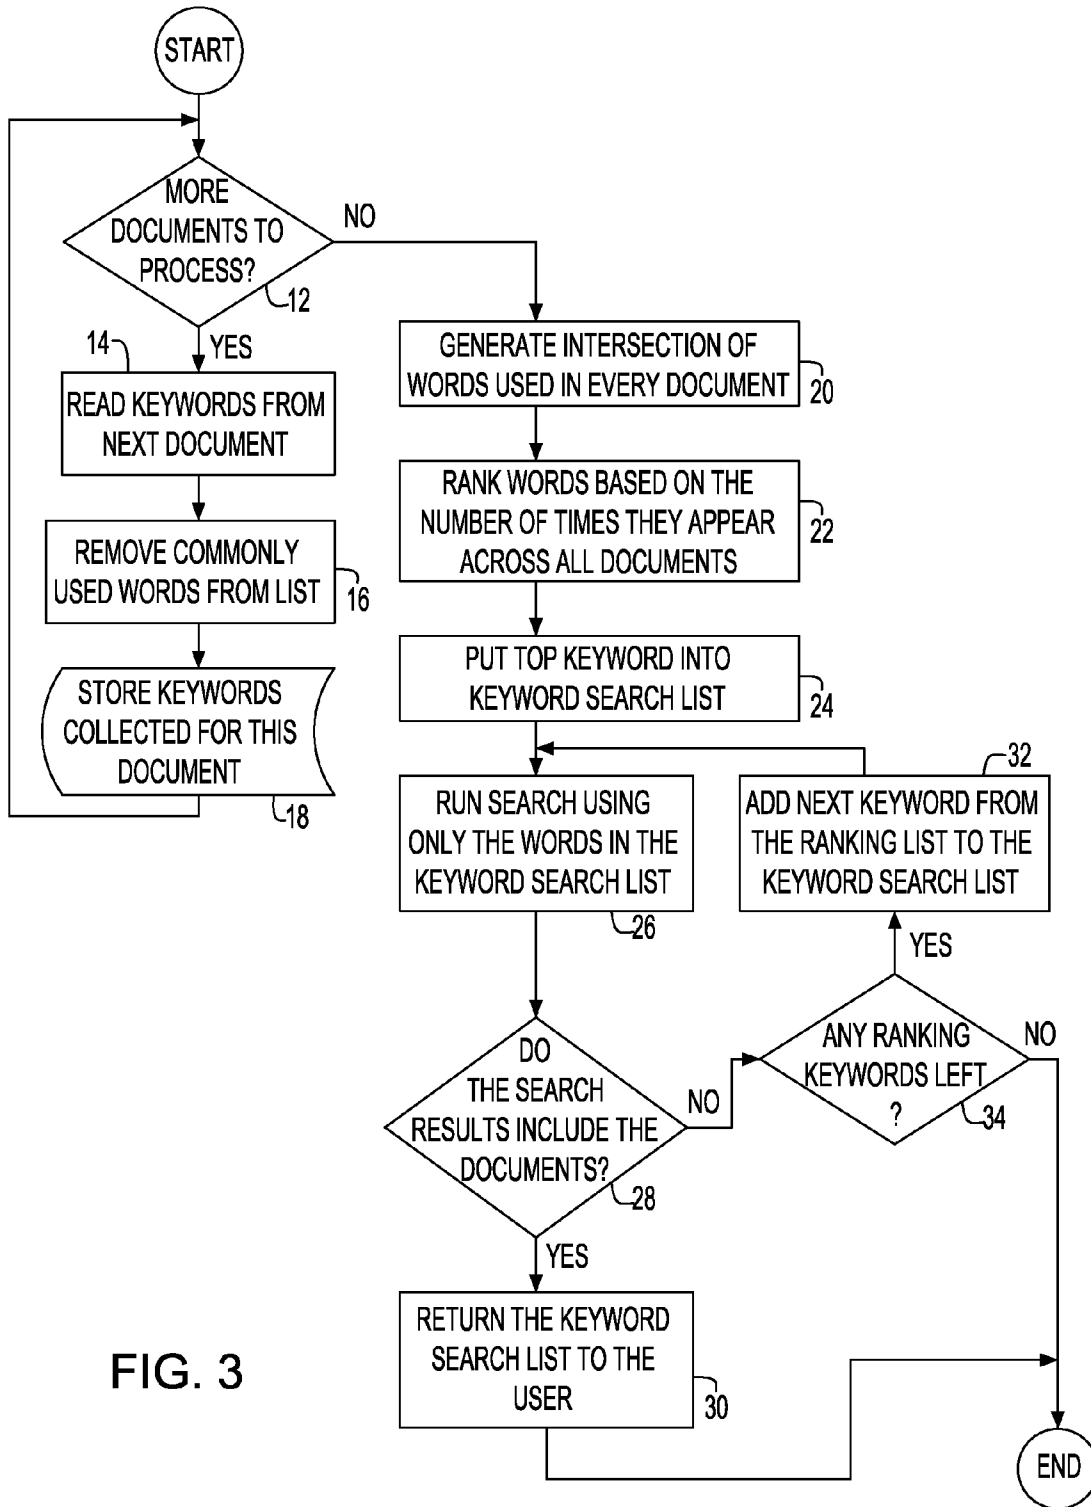 START
MORE
DOCUMENTS TO
PROCESS?
12
NO
YES
14
READ KEYWORDS FROM
NEXT DOCUMENT
REMOVE COMMONLY
USED WORDS FROM LIST
16
STORE KEYWORDS
COLLECTED FOR THIS
DOCUMENT
18
GENERATE INTERSECTION OF
WORDS USED IN EVERY DOCUMENT
20
RANK WORDS BASED ON THE
NUMBER OF TIMES THEY APPEAR
ACROSS ALL DOCUMENTS
22
PUT TOP KEYWORD INTO
KEYWORD SEARCH LIST
24
RUN SEARCH USING
ONLY THE WORDS IN THE
KEYWORD SEARCH LIST
26
32
ADD NEXT KEYWORD FROM
THE RANKING LIST TO THE
KEYWORD SEARCH LIST
YES
ANY RANKING
KEYWORDS LEFT
?
34
NO
DO
THE SEARCH
RESULTS INCLUDE THE
DOCUMENTS?
28
NO
YES
RETURN THE KEYWORD
SEARCH LIST TO THE
USER
30
END
FIG. 3